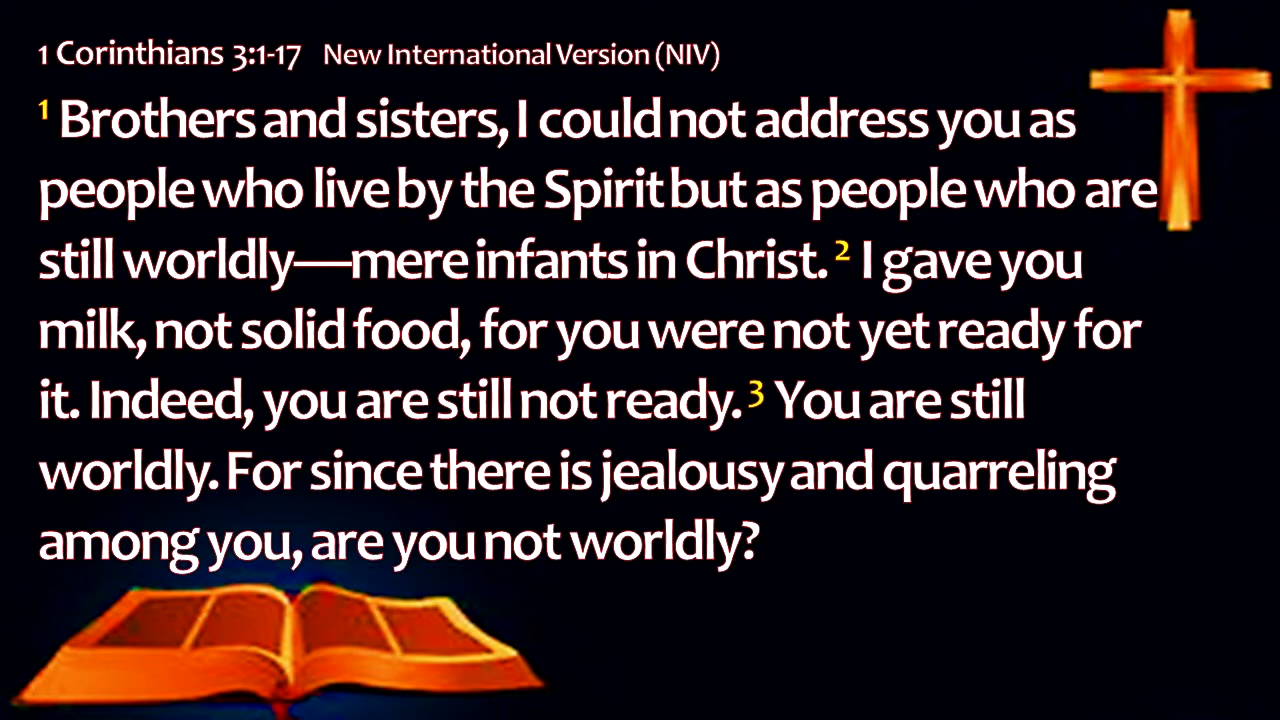 1 Corinthians 3:1-17 New International Version (NIV)
1 Brothers and sisters, I could not address you as
people who live by the Spirit but as people who are
still worldly—mere infants in Christ. 2 I gave you
milk, not solid food, for you were not yet ready for
it. Indeed, you are still not ready. 3 You are still
worldly. For since there is jealousy and quarreling
among you, are you not worldly?